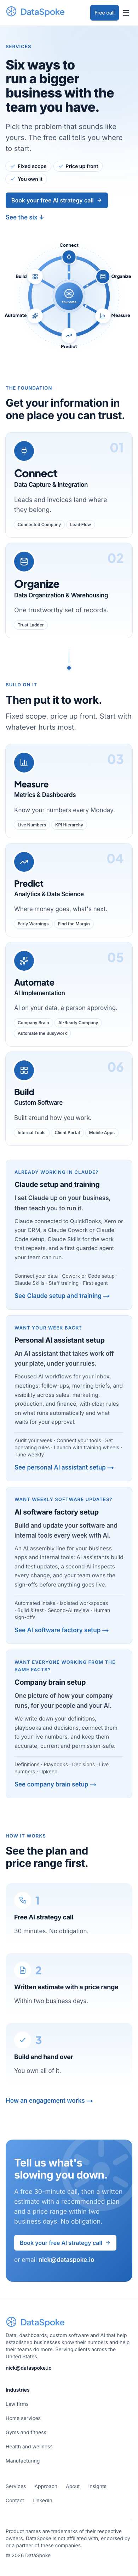 DataSpoke
Free call
SERVICES
Six ways to
run a bigger
business with the
team you have.
Pick the problem that sounds like
yours. The free call tells you where
to start.
Fixed scope
Price up front
You own it
Book your free AI strategy call →
See the six ↓
Connect
Build
Organize
Automate
Measure
Predict
THE FOUNDATION
Get your information in
one place you can trust.
01
Connect
Data Capture & Integration
Leads and invoices land where
they belong.
Connected Company
Lead Flow
02
Organize
Data Organization & Warehousing
One trustworthy set of records.
Trust Ladder
BUILD ON IT
Then put it to work.
Fixed scope, price up front. Start with
whatever hurts most.
03
Measure
Metrics & Dashboards
Know your numbers every Monday.
Live Numbers
KPI Hierarchy
04
Predict
Analytics & Data Science
Where money goes, what's next.
Early Warnings
Find the Margin
05
Automate
AI Implementation
AI on your data, a person approving.
Company Brain
AI-Ready Company
Automate the Busywork
06
Build
Custom Software
Built around how you work.
Internal Tools
Client Portal
Mobile Apps
ALREADY WORKING IN CLAUDE?
Claude setup and training
I set Claude up on your business,
then teach you to run it.
Claude connected to QuickBooks, Xero or
your CRM, a Claude Cowork or Claude
Code setup, Claude Skills for the work
that repeats, and a first guarded agent
your team can run.
Connect your data · Cowork or Code setup ·
Claude Skills · Staff training · First agent
See Claude setup and training →
WANT YOUR WEEK BACK?
Personal AI assistant setup
An AI assistant that takes work off
your plate, under your rules.
Focused AI workflows for your inbox,
meetings, follow-ups, morning briefs, and
visibility across sales, marketing,
production, and finance, with clear rules
on what runs automatically and what
waits for your approval.
Audit your week · Connect your tools · Set
operating rules · Launch with training wheels ·
Tune weekly
See personal AI assistant setup →
WANT WEEKLY SOFTWARE UPDATES?
AI software factory setup
Build and update your software and
internal tools every week with AI.
An AI assembly line for your business
apps and internal tools: AI assistants build
and test updates, a second AI inspects
every change, and your team owns the
sign-offs before anything goes live.
Automated intake · Isolated workspaces
· Build & test · Second-AI review · Human
sign-offs
See AI software factory setup →
WANT EVERYONE WORKING FROM THE
SAME FACTS?
Company brain setup
One picture of how your company
runs, for your people and your AI.
We write down your definitions,
playbooks and decisions, connect them
to your live numbers, and keep them
accurate, current and permission-safe.
Definitions · Playbooks · Decisions · Live
numbers · Upkeep
See company brain setup →
HOW IT WORKS
See the plan and
price range first.
1
Free AI strategy call
30 minutes. No obligation.
2
Written estimate with a price range
Within two business days.
3
Build and hand over
You own all of it.
How an engagement works →
Tell us what's
slowing you down.
A free 30-minute call, then a written
estimate with a recommended plan
and a price range within two
business days. No obligation.
Book your free AI strategy call →
or email nick@dataspoke.io
DataSpoke
Data, dashboards, custom software and AI that help
established businesses know their numbers and help
their teams do more. Serving clients across the
United States.
nick@dataspoke.io
Industries
Law firms
Home services
Gyms and fitness
Health and wellness
Manufacturing
Services
Approach
About
Insights
Contact
LinkedIn
Product names are trademarks of their respective
owners. DataSpoke is not affiliated with, endorsed by
or a partner of these companies.
© 2026 DataSpoke